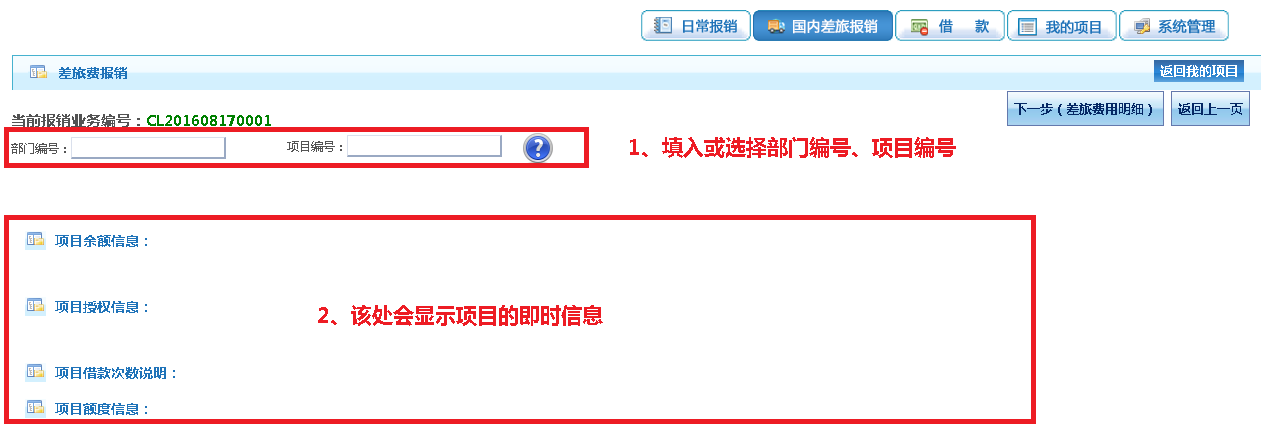 日常报销 国内差旅报销 借 款 我的项目 系统管理
差旅费报销 返回我的项目
下一步（差旅费用明细） 返回上一页
当前报销业务编号：CL201608170001
部门编号： 项目编号： ? 1、填入或选择部门编号、项目编号
项目余额信息：
项目授权信息：
2、该处会显示项目的即时信息
项目借款次数说明：
项目额度信息：